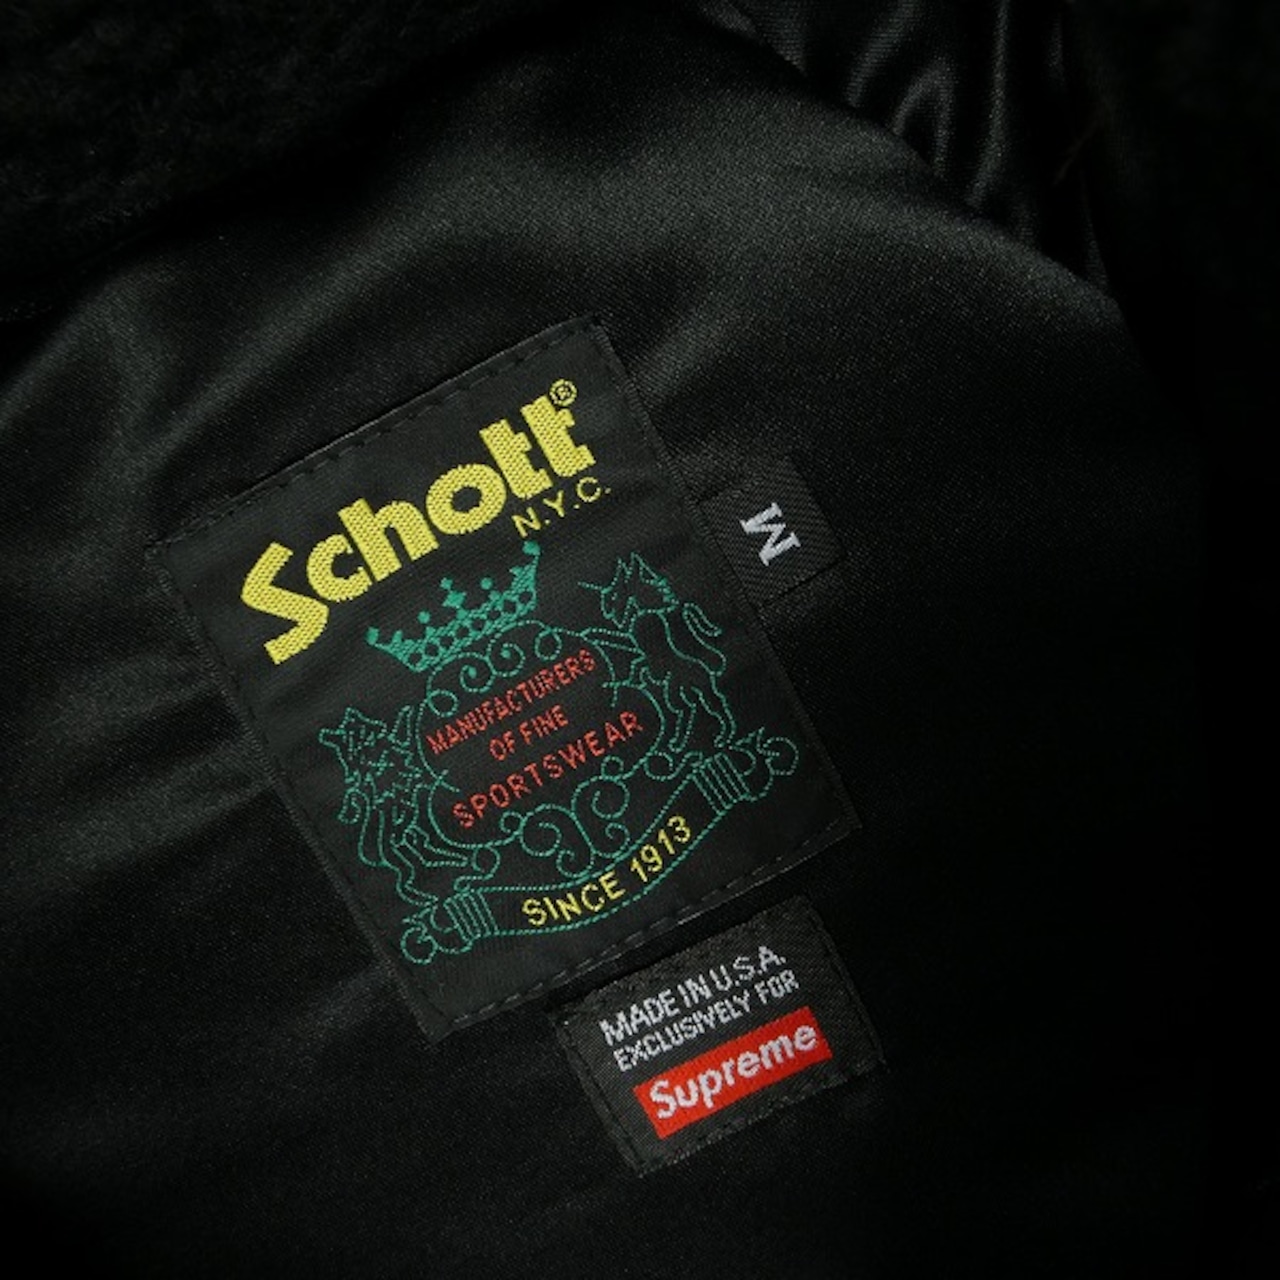 Schott®
N.Y.C.
M
MANUFACTURERS
OF FINE
SPORTSWEAR
SINCE 1913
MADE IN U.S.A.
EXCLUSIVELY FOR
Supreme